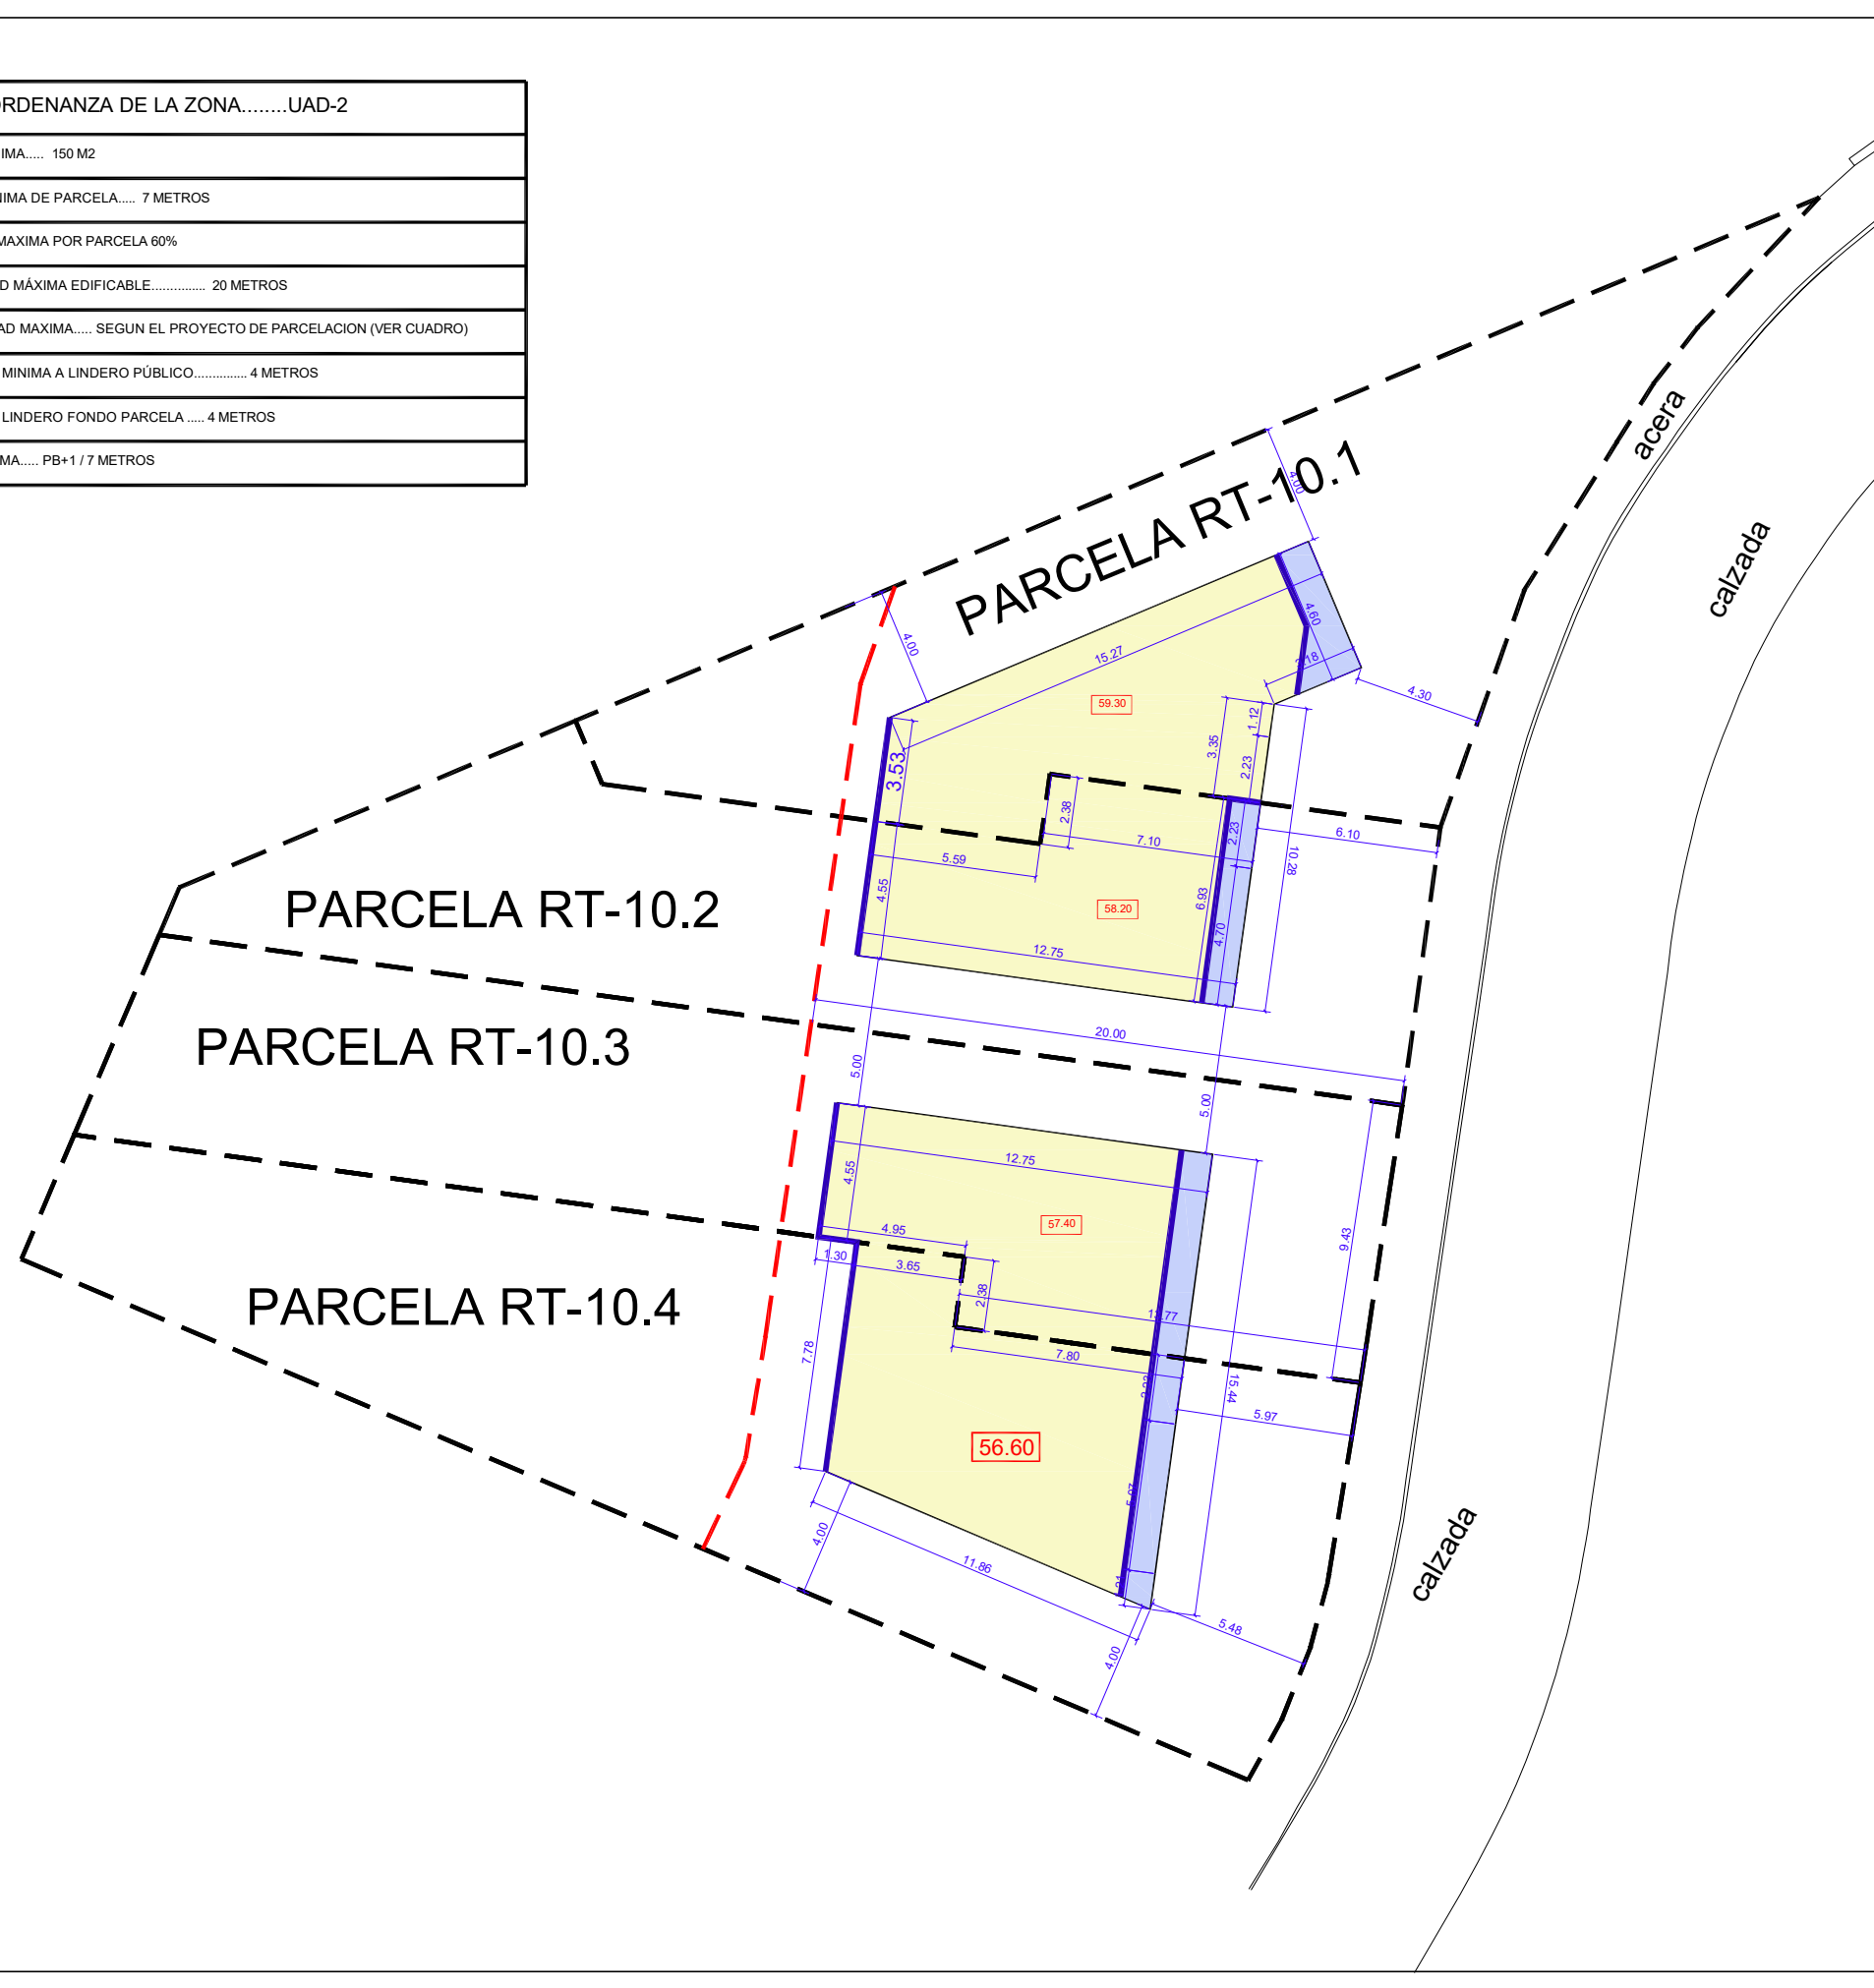 RDENANZA DE LA ZONA........UAD-2
IMA..... 150 M2
IMA DE PARCELA..... 7 METROS
MAXIMA POR PARCELA 60%
D MÁXIMA EDIFICABLE.............. 20 METROS
AD MAXIMA..... SEGUN EL PROYECTO DE PARCELACION (VER CUADRO)
MINIMA A LINDERO PÚBLICO.............. 4 METROS
LINDERO FONDO PARCELA ..... 4 METROS
MA..... PB+1 / 7 METROS
acera
calzada
PARCELA RT-10.1
4.00
4.00
4.60
15.27
4.30
59.30
1.12
3.35
2.23
3.53
2.38
7.10
2.23
6.10
5.59
10.28
4.55
6.93
58.20
4.70
12.75
PARCELA RT-10.2
20.00
PARCELA RT-10.3
5.00
5.00
12.75
4.55
57.40
4.95
9.43
1.30
3.65
2.38
PARCELA RT-10.4
7.78
7.80
15.44
5.97
56.60
4.00
11.86
5.48
4.00
calzada